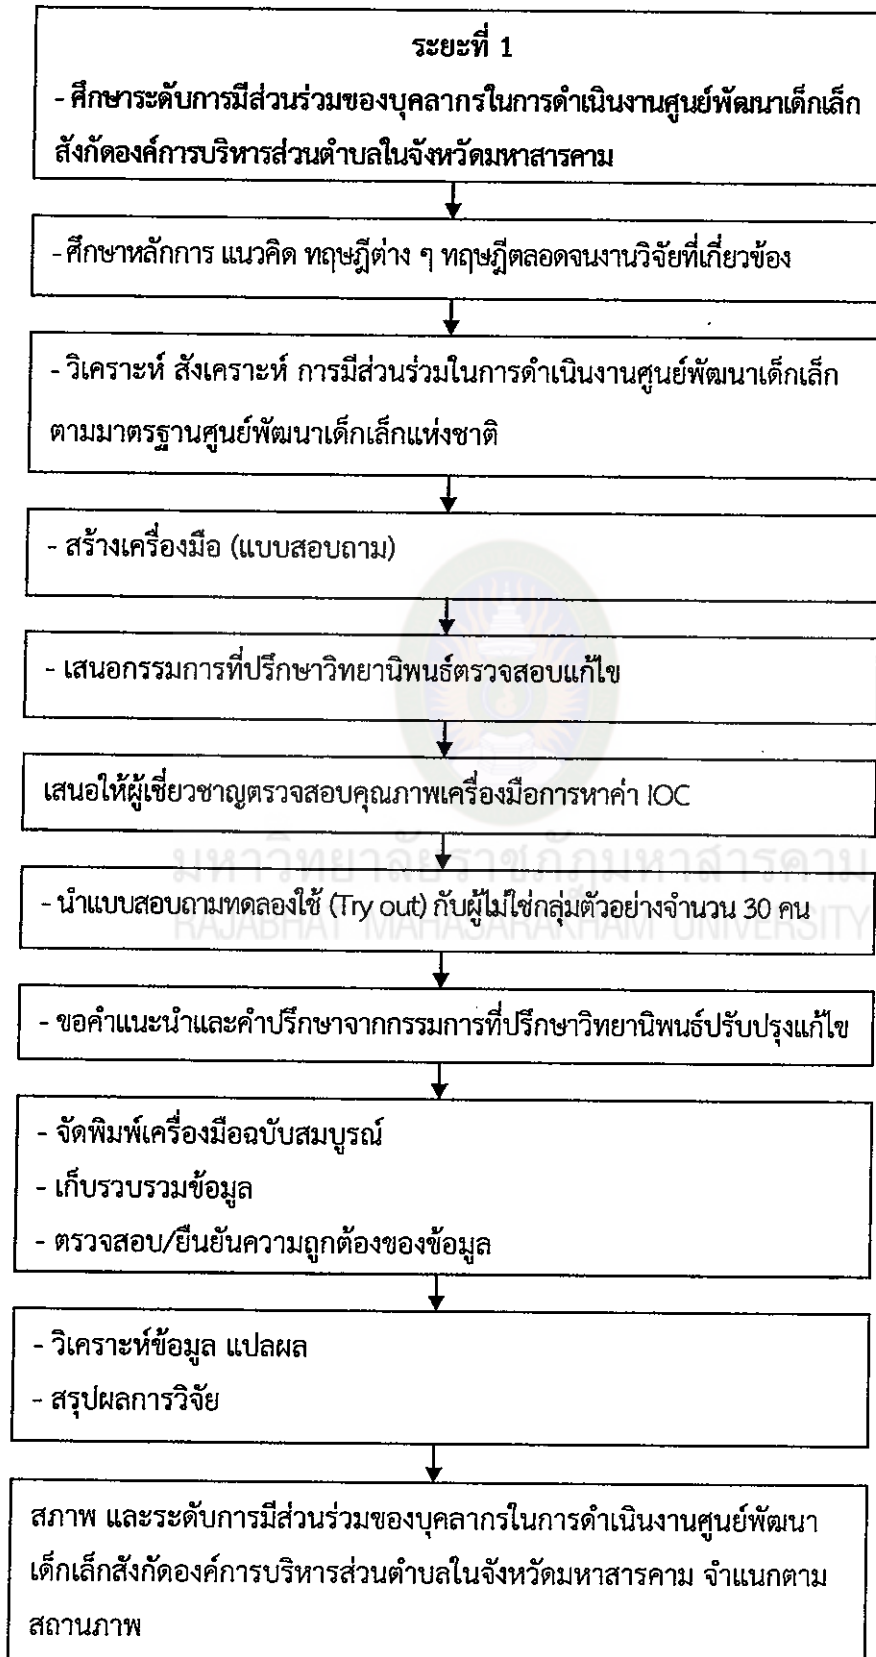 ระยะที่ 1
- ศึกษาระดับการมีส่วนร่วมของบุคลากรในการดำเนินงานศูนย์พัฒนาเด็กเล็ก
สังกัดองค์การบริหารส่วนตำบลในจังหวัดมหาสารคาม
- ศึกษาหลักการ แนวคิด ทฤษฎีต่าง ๆ ทฤษฎีตลอดจนงานวิจัยที่เกี่ยวข้อง
- วิเคราะห์ สังเคราะห์ การมีส่วนร่วมในการดำเนินงานศูนย์พัฒนาเด็กเล็ก
ตามมาตรฐานศูนย์พัฒนาเด็กเล็กแห่งชาติ
- สร้างเครื่องมือ (แบบสอบถาม)
- เสนอกรรมการที่ปรึกษาวิทยานิพนธ์ตรวจสอบแก้ไข
เสนอให้ผู้เชี่ยวชาญตรวจสอบคุณภาพเครื่องมือการหาค่า IOC
มหาวิทยาลัยราชภัฏมหาสารคาม
- นำแบบสอบถามทดลองใช้ (Try out) กับผู้ไม่ใช่กลุ่มตัวอย่างจำนวน 30 คน
RAJABHAT MAHASARAKHAM UNIVERSITY
- ขอคำแนะนำและคำปรึกษาจากกรรมการที่ปรึกษาวิทยานิพนธ์ปรับปรุงแก้ไข
- จัดพิมพ์เครื่องมือฉบับสมบูรณ์
- เก็บรวบรวมข้อมูล
- ตรวจสอบ/ยืนยันความถูกต้องของข้อมูล
- วิเคราะห์ข้อมูล แปลผล
- สรุปผลการวิจัย
สภาพ และระดับการมีส่วนร่วมของบุคลากรในการดำเนินงานศูนย์พัฒนา
เด็กเล็กสังกัดองค์การบริหารส่วนตำบลในจังหวัดมหาสารคาม จำแนกตาม
สถานภาพ